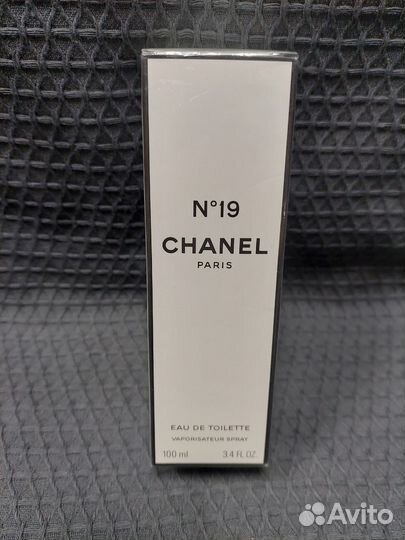 N°19
CHANEL
PARIS
EAU DE TOILETTE
VAPORISATEUR SPRAY
100 ml 3.4 FL.OZ.
Avito